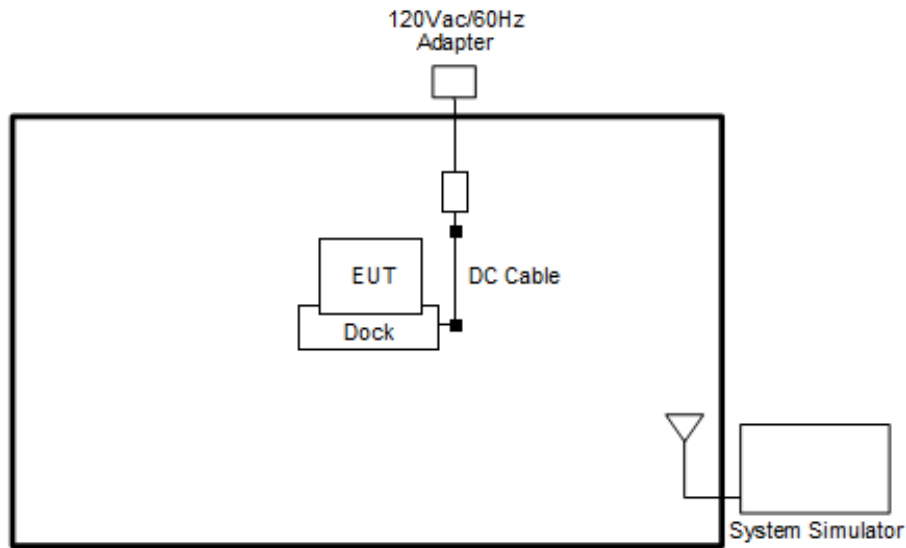 120Vac/60Hz
Adapter
EUT
DC Cable
Dock
System Simulator